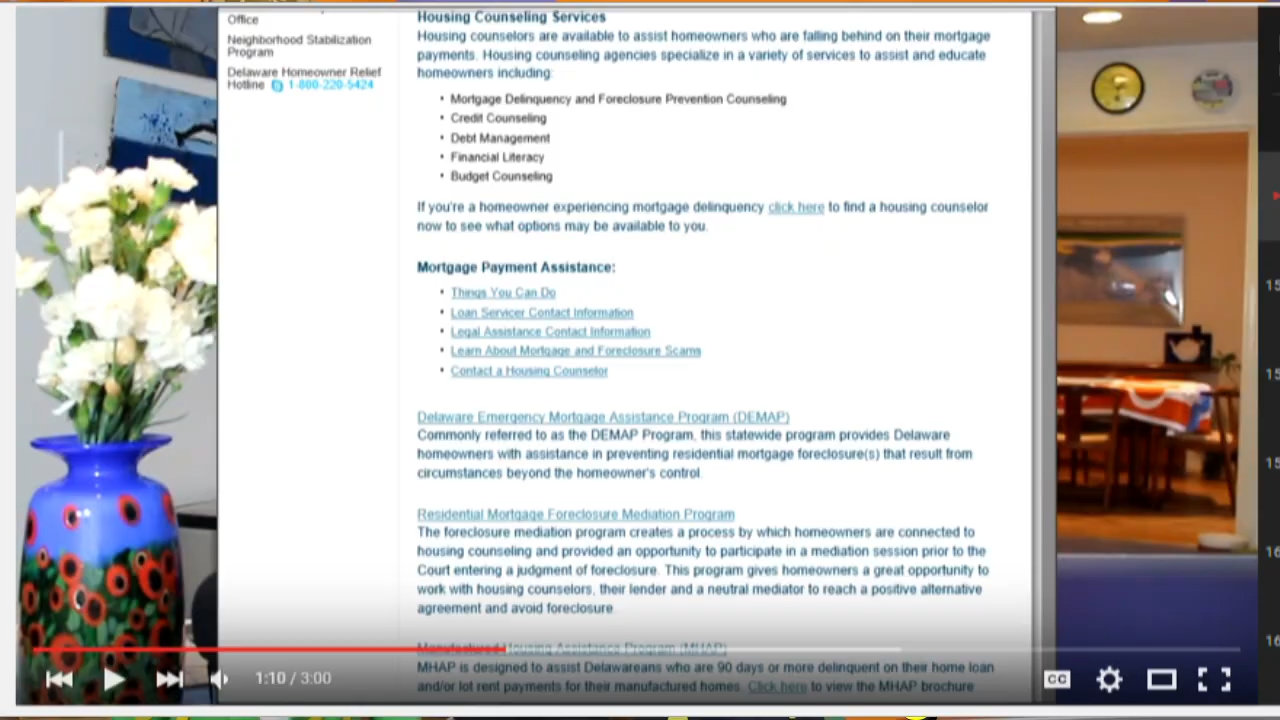 Office
Neighborhood Stabilization
Program
Delaware Homeowner Relief
Hotline 1-800-220-5424
Housing Counseling Services
Housing counselors are available to assist homeowners who are falling behind on their mortgage
payments. Housing counseling agencies specialize in a variety of services to assist and educate
homeowners including:
• Mortgage Delinquency and Foreclosure Prevention Counseling
• Credit Counseling
• Debt Management
• Financial Literacy
• Budget Counseling
If you're a homeowner experiencing mortgage delinquency click here to find a housing counselor
now to see what options may be available to you.
Mortgage Payment Assistance:
• Things You Can Do
• Loan Servicer Contact Information
• Legal Assistance Contact Information
• Learn About Mortgage and Foreclosure Scams
• Contact a Housing Counselor
Delaware Emergency Mortgage Assistance Program (DEMAP)
Commonly referred to as the DEMAP Program, this statewide program provides Delaware
homeowners with assistance in preventing residential mortgage foreclosure(s) that result from
circumstances beyond the homeowner's control.
Residential Mortgage Foreclosure Mediation Program
The foreclosure mediation program creates a process by which homeowners are connected to
housing counseling and provided an opportunity to participate in a mediation session prior to the
Court entering a judgment of foreclosure. This program gives homeowners a great opportunity to
work with housing counselors, their lender and a neutral mediator to reach a positive alternative
agreement and avoid foreclosure.
Manufactured Housing Assistance Program (MHAP)
MHAP is designed to assist Delawareans who are 90 days or more delinquent on their home loan
and/or lot rent payments for their manufactured homes. Click here to view the MHAP brochure
1:10 / 3:00
CC
15
15
15
16
16